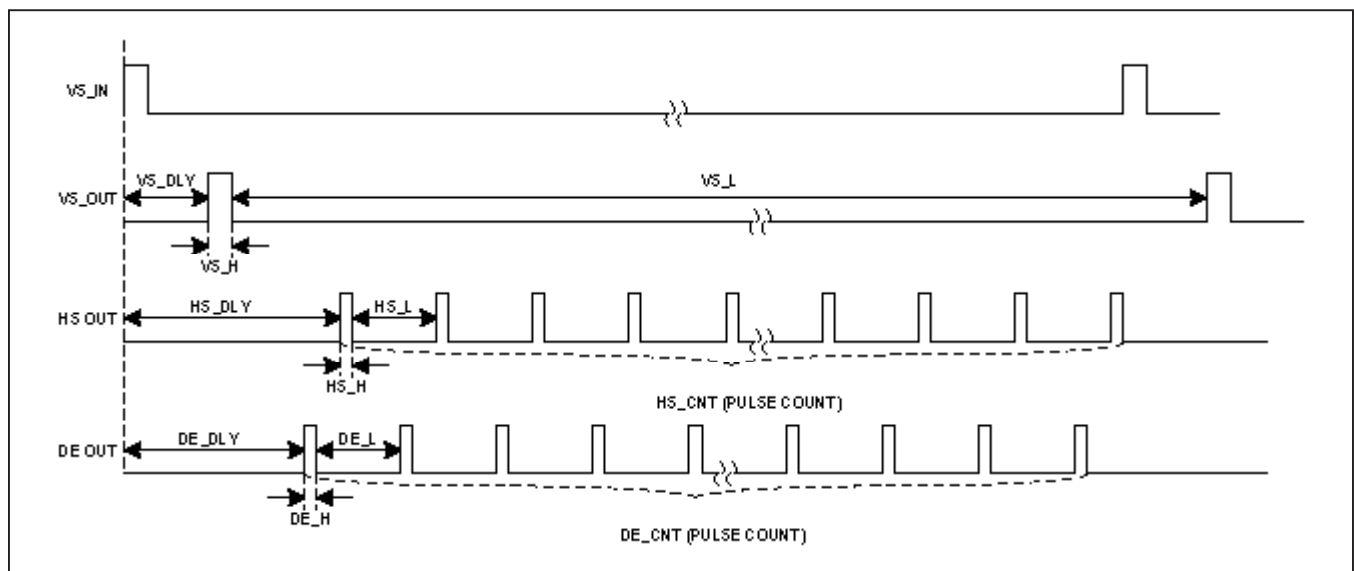 VS_IN
VS_DLY
VS_L
VS_OUT
VS_H
HS_DLY
HS_L
HS OUT
HS_H
HS_CNT (PULSE COUNT)
DE_DLY
DE_L
DE OUT
DE_H
DE_CNT (PULSE COUNT)